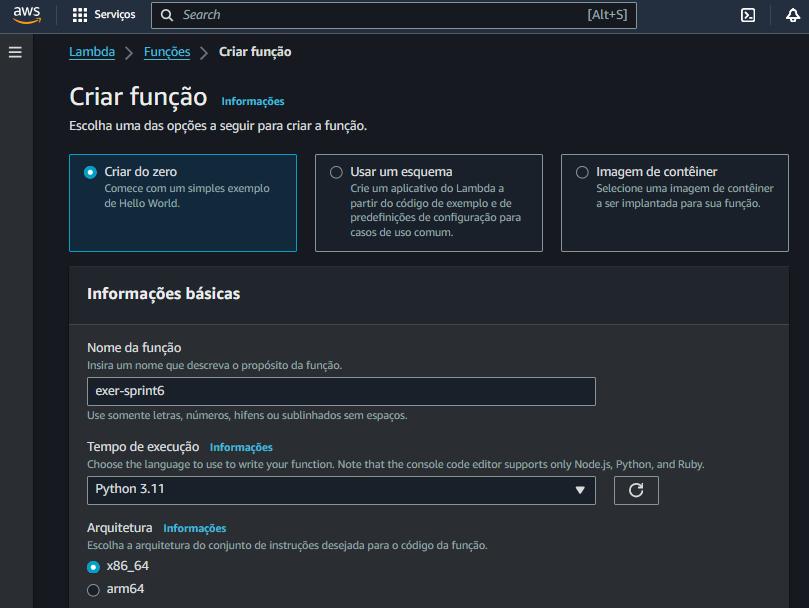 aws Serviços Search [Alt+S]
Lambda Funções Criar função
Criar função Informações
Escolha uma das opções a seguir para criar a função.
Criar do zero
Comece com um simples exemplo
de Hello World.
Usar um esquema
Crie um aplicativo do Lambda a
partir do código de exemplo e de
predefinições de configuração para
casos de uso comum.
Imagem de contêiner
Selecione uma imagem de contêiner
a ser implantada para sua função.
Informações básicas
Nome da função
Insira um nome que descreva o propósito da função.
exer-sprint6
Use somente letras, números, hifens ou sublinhados sem espaços.
Tempo de execução Informações
Choose the language to use to write your function. Note that the console code editor supports only Node.js, Python, and Ruby.
Python 3.11
Arquitetura Informações
Escolha a arquitetura do conjunto de instruções desejada para o código da função.
x86_64
arm64